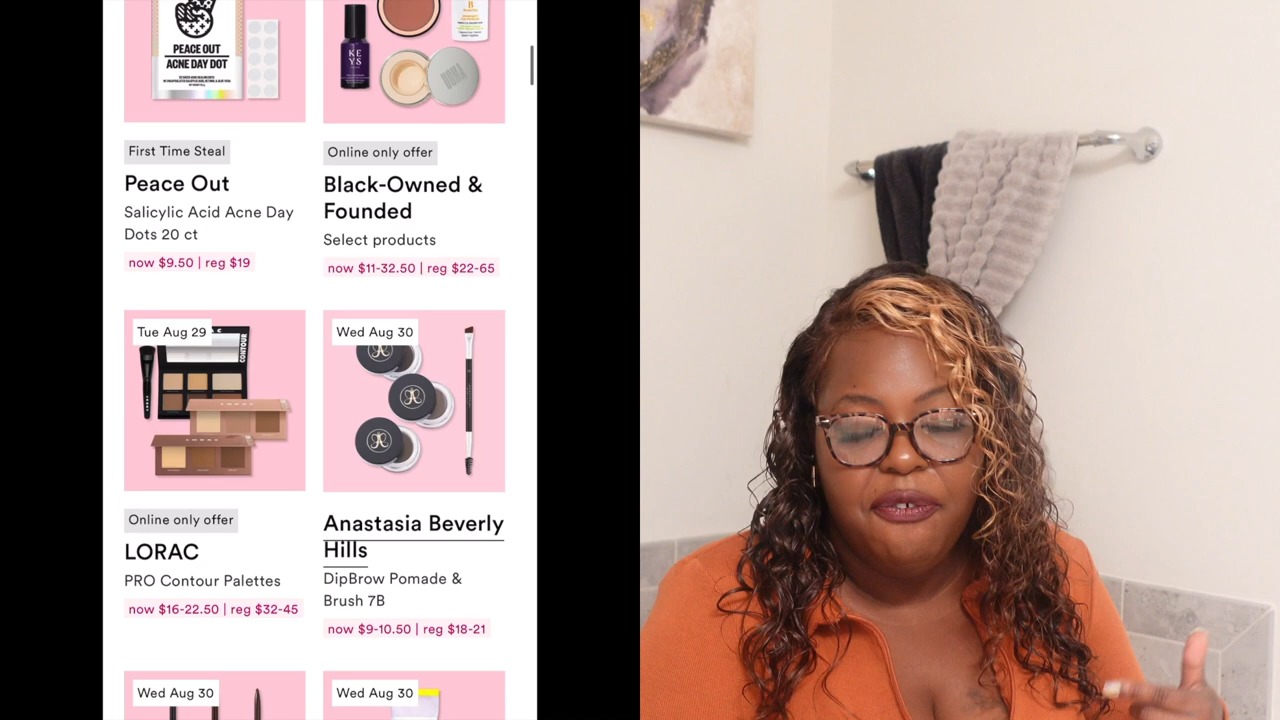 PEACE OUT
ACNE DAY DOT
KEYS
First Time Steal
Peace Out
Salicylic Acid Acne Day
Dots 20 ct
now $9.50 | reg $19
Online only offer
Black-Owned &
Founded
Select products
now $11-32.50 | reg $22-65
Tue Aug 29
CONTOUR
LORAC
Online only offer
LORAC
PRO Contour Palettes
now $16-22.50 | reg $32-45
Wed Aug 30
Anastasia Beverly
Hills
DipBrow Pomade &
Brush 7B
now $9-10.50 | reg $18-21
Wed Aug 30
Wed Aug 30